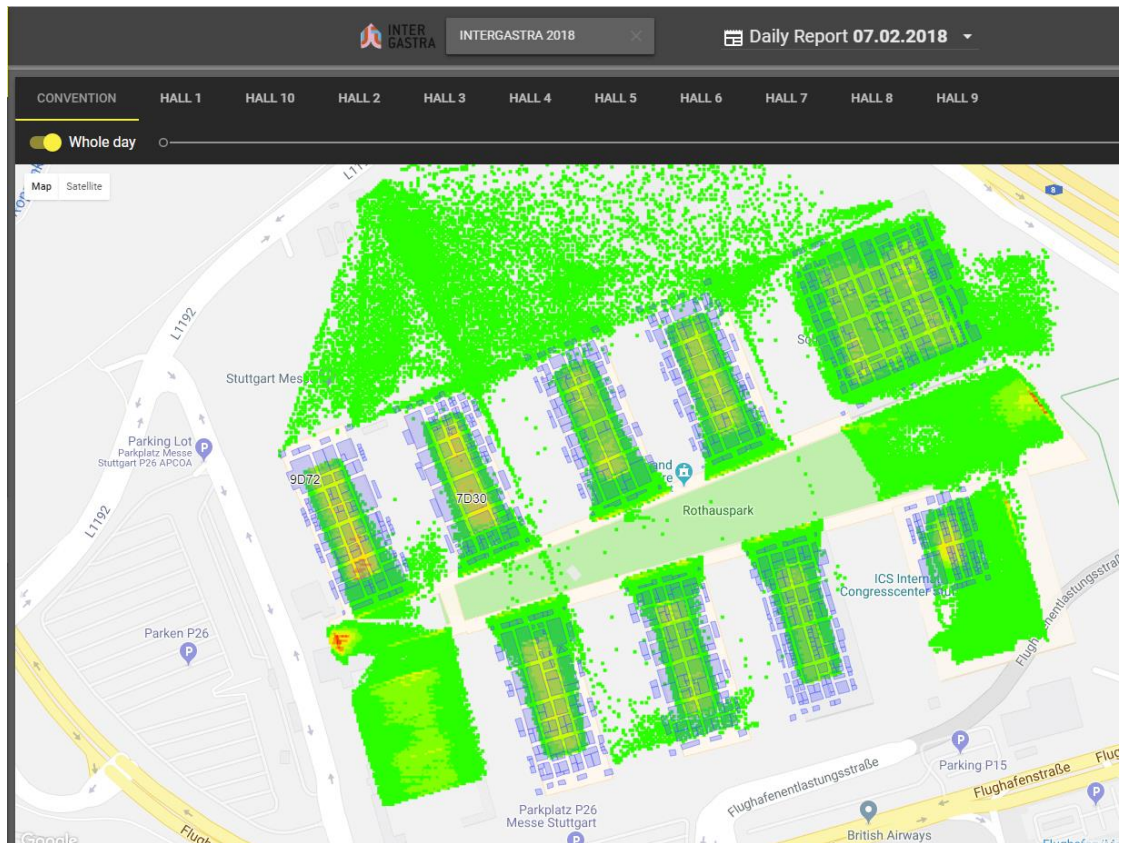 INTER
GASTRA
INTERGASTRA 2018
Daily Report 07.02.2018
CONVENTION
HALL 1
HALL 10
HALL 2
HALL 3
HALL 4
HALL 5
HALL 6
HALL 7
HALL 8
HALL 9
Whole day
Map
Satellite
8
L1192
Stuttgart
Parking Lot
Parkplatz Messe
Stuttgart P26 APCOA
P
9D72
7D30
Rothauspark
L1192
ICS
Congresscenter
Parken P26
P
Parking P15
P
Flughafenentlastungsstraße
Flughafenstraße
P
Parkplatz P26
Messe Stuttgart
P
British Airways
Google